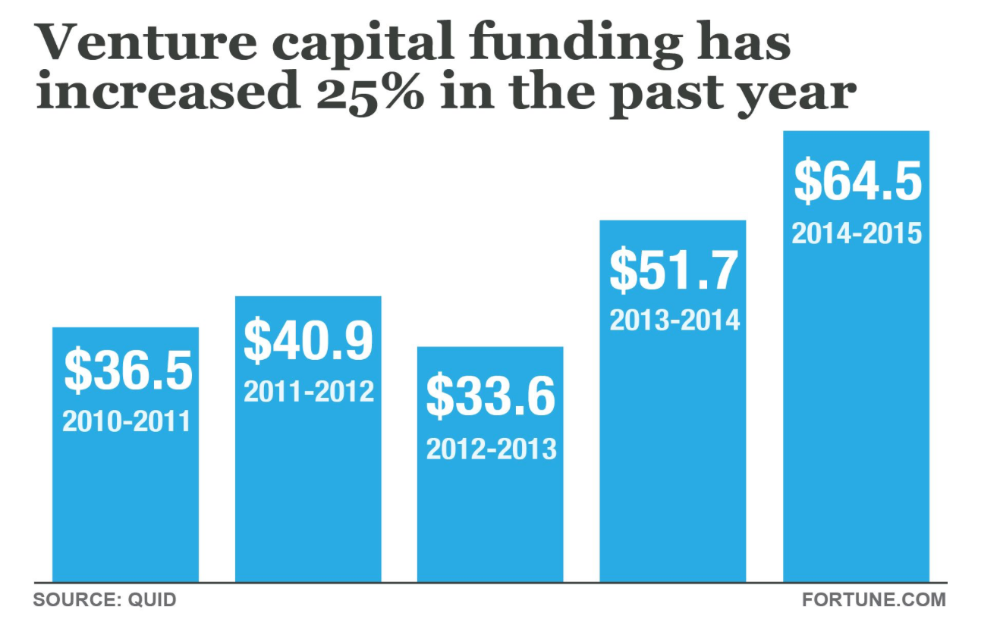 Venture capital funding has
increased 25% in the past year
$36.5
2010-2011
$40.9
2011-2012
$33.6
2012-2013
$51.7
2013-2014
$64.5
2014-2015
SOURCE: QUID
FORTUNE.COM